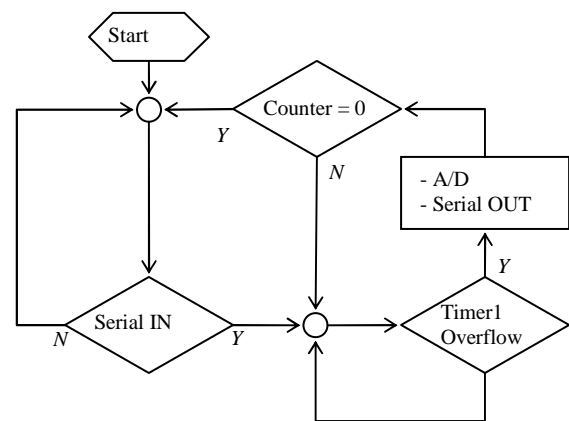 Start
Counter = 0
Y
N
- A/D
- Serial OUT
Y
Serial IN
N
Y
Timer1
Overflow